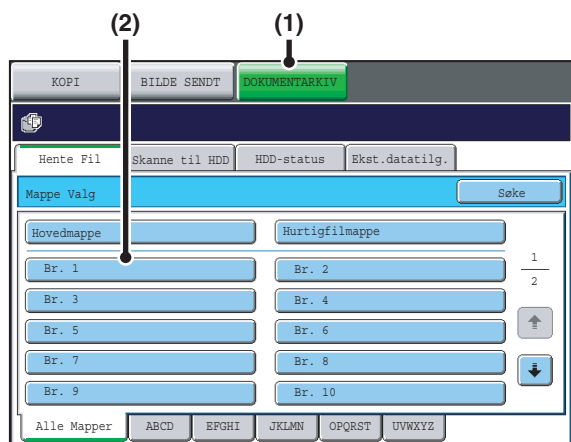 (2) (1)
KOPI BILDE SENDT DOKUMENTARKIV
Hente Fil Skanne til HDD HDD-status Ekst.datatilg.
Mappe Valg Søke
Hovedmappe Hurtigfilmappe
Br. 1 Br. 2 1
2
Br. 3 Br. 4
Br. 5 Br. 6
Br. 7 Br. 8
Br. 9 Br. 10
Alle Mapper ABCD EFGHI JKLMN OPQRST UVWXYZ